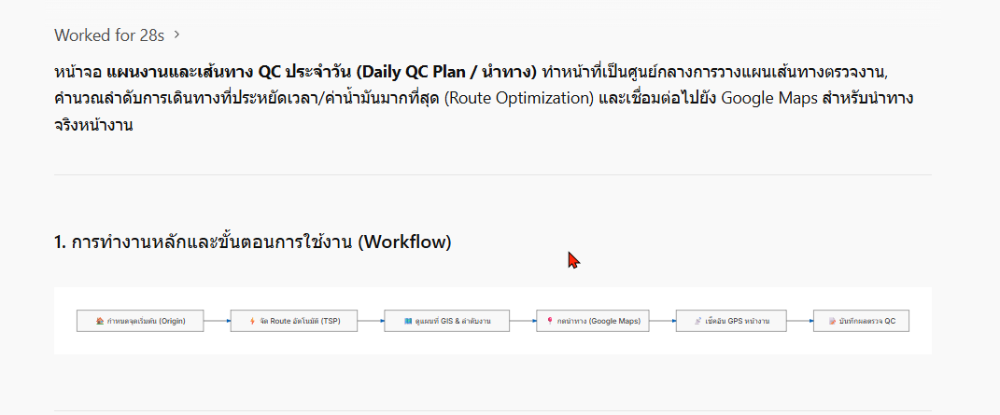 Worked for 28s >
หน้าจอ แผนงานและเส้นทาง QC ประจำวัน (Daily QC Plan / นำทาง) ทำหน้าที่เป็นศูนย์กลางการวางแผนเส้นทางตรวจงาน,
คำนวณลำดับการเดินทางที่ประหยัดเวลา/ค่าน้ำมันมากที่สุด (Route Optimization) และเชื่อมต่อไปยัง Google Maps สำหรับนำทาง
จริงหน้างาน
1. การทำงานหลักและขั้นตอนการใช้งาน (Workflow)
🏠 กำหนดจุดเริ่มต้น (Origin)
⚡ จัด Route อัตโนมัติ (TSP)
🗺️ ดูแผนที่ GIS & ลำดับงาน
📍 กดนำทาง (Google Maps)
🛰️ เช็คอิน GPS หน้างาน
📝 บันทึกผลตรวจ QC